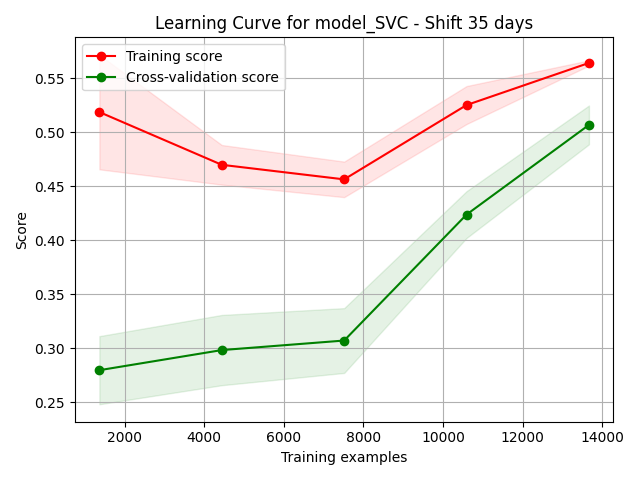 Learning Curve for model_SVC - Shift 35 days
Training score
Cross-validation score
Score
0.55
0.50
0.45
0.40
0.35
0.30
0.25
2000 4000 6000 8000 10000 12000 14000
Training examples